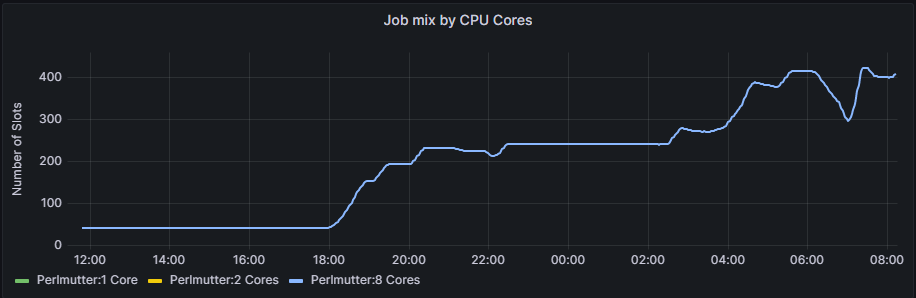 Job mix by CPU Cores
Number of Slots
400
300
200
100
0
12:00 14:00 16:00 18:00 20:00 22:00 00:00 02:00 04:00 06:00 08:00
Perlmutter:1 Core Perlmutter:2 Cores Perlmutter:8 Cores